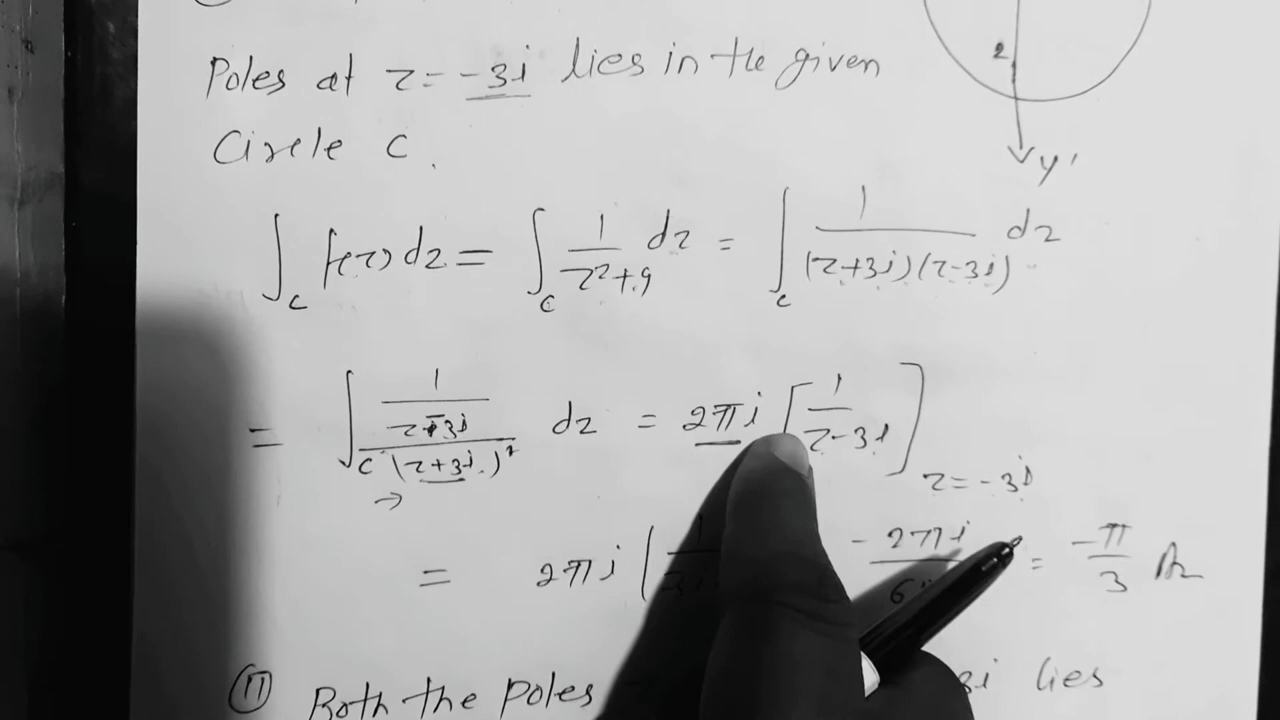 2
Poles at z = -3i lies in the given
Circle C.
y'
∫_C f(z) dz = ∫_C 1/(z²+9) dz = ∫_C 1/((z+3i)(z-3i)) dz
= ∫_C (1/(z-3i))/(z+3i)¹ dz = 2πi [1/(z-3i)]_{z=-3i}
→
= 2πi ( -2πi = -π/3 Ans
(ii) Both the poles 3i lies